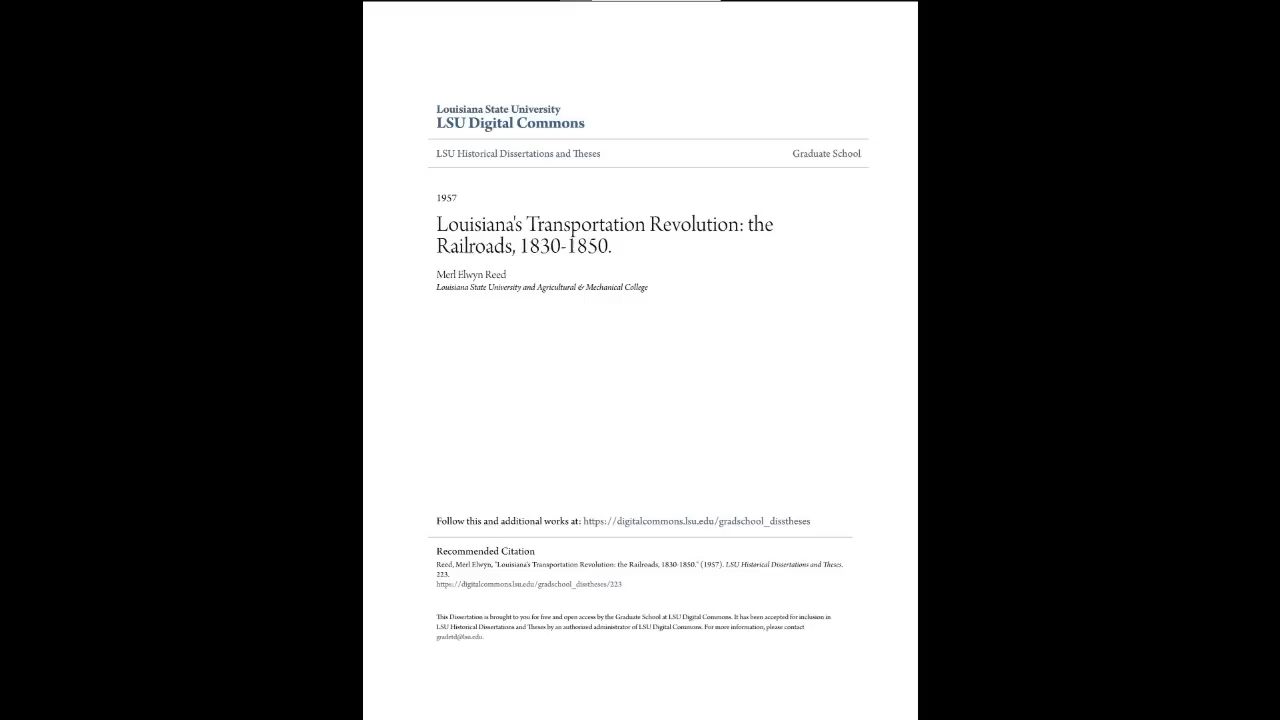 Louisiana State University
LSU Digital Commons
LSU Historical Dissertations and Theses Graduate School
1957
Louisiana's Transportation Revolution: the
Railroads, 1830-1850.
Merl Elwyn Reed
Louisiana State University and Agricultural & Mechanical College
Follow this and additional works at: https://digitalcommons.lsu.edu/gradschool_disstheses
Recommended Citation
Reed, Merl Elwyn, "Louisiana's Transportation Revolution: the Railroads, 1830-1850." (1957). LSU Historical Dissertations and Theses.
223.
https://digitalcommons.lsu.edu/gradschool_disstheses/223
This Dissertation is brought to you for free and open access by the Graduate School at LSU Digital Commons. It has been accepted for inclusion in
LSU Historical Dissertations and Theses by an authorized administrator of LSU Digital Commons. For more information, please contact
gradetd@lsu.edu.